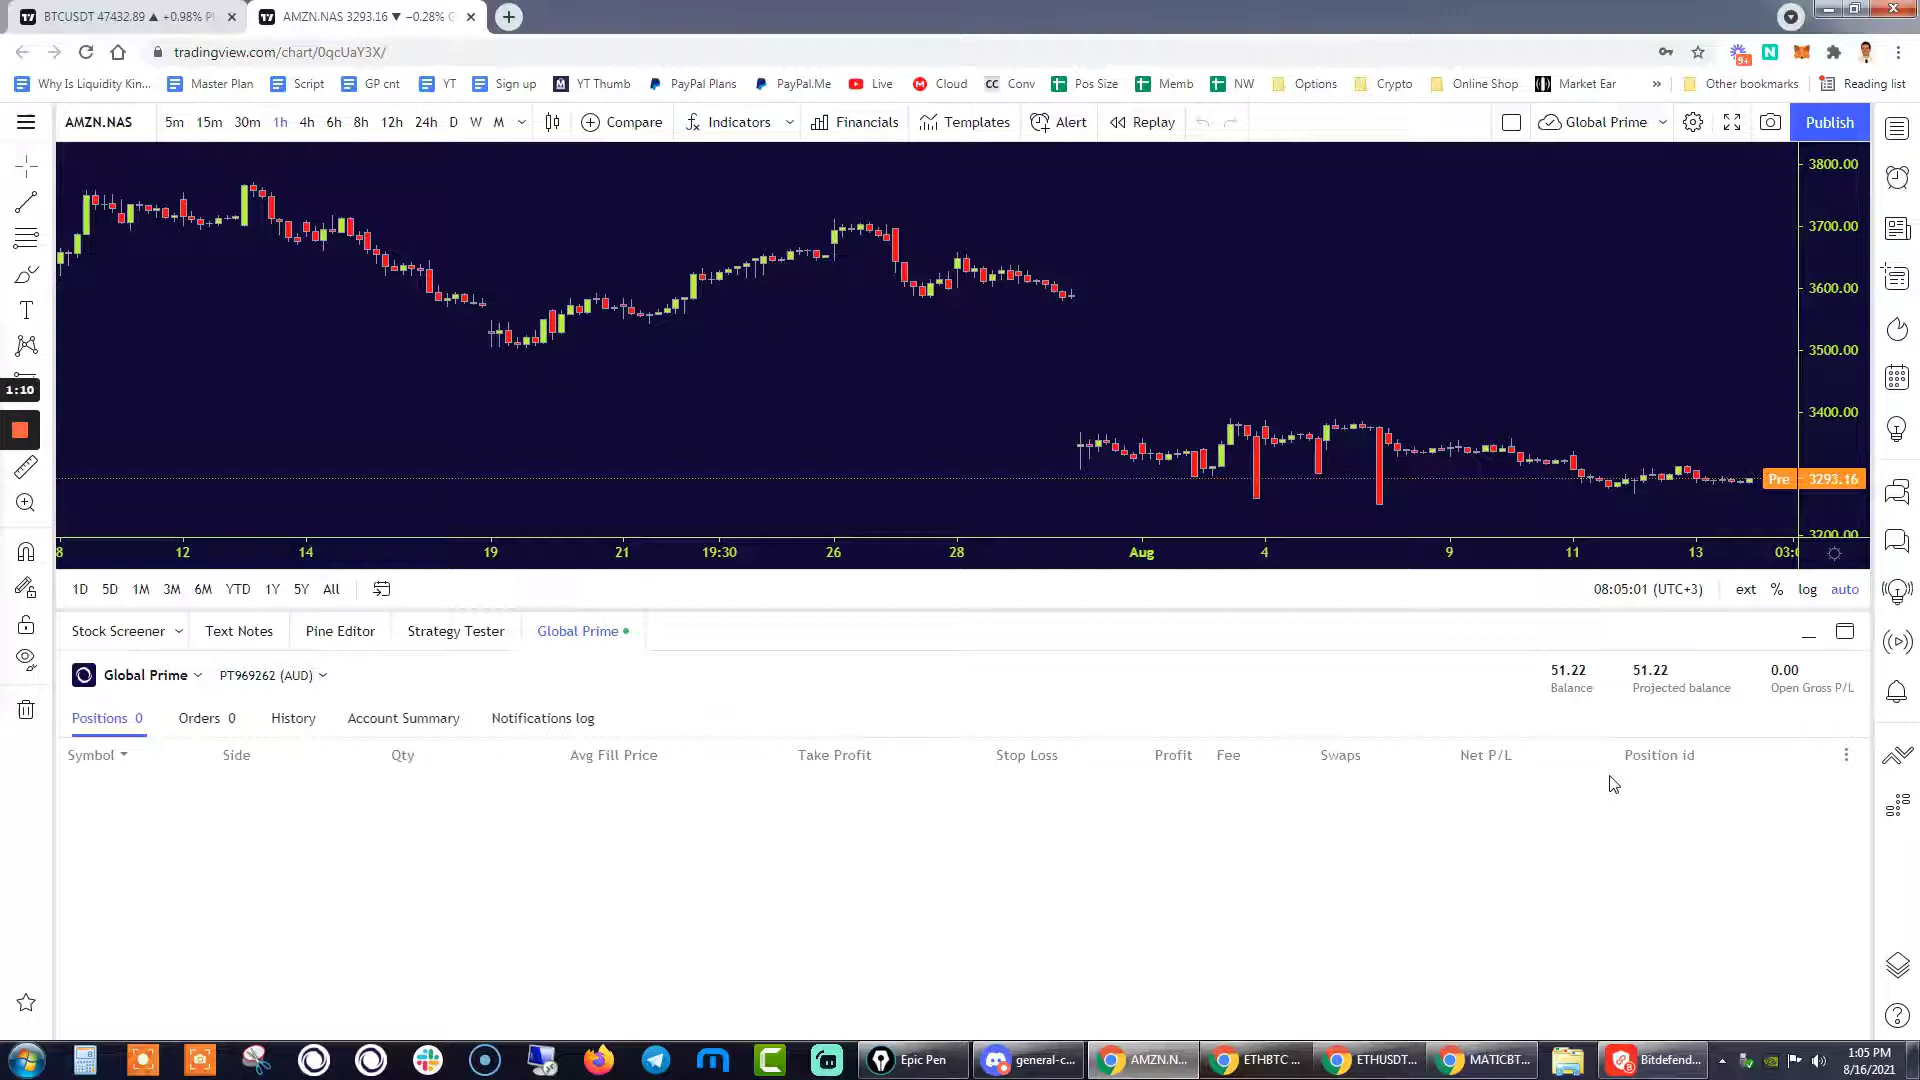 BTCUSDT 47432.89 ▲ +0.98%
AMZN.NAS 3293.16 ▼ −0.28%
tradingview.com/chart/0qcUaY3X/
9+
Why Is Liquidity Kin... Master Plan Script GP cnt YT Sign up YT Thumb PayPal Plans PayPal.Me Live Cloud CC Conv Pos Size Memb NW Options Crypto Online Shop Market Ear » Other bookmarks Reading list
AMZN.NAS 5m 15m 30m 1h 4h 6h 8h 12h 24h D W M Compare Indicators Financials Templates Alert Replay Global Prime Publish
3800.00
3700.00
3600.00
3500.00
3400.00
Pre 3293.16
3200.00
1:10
8 12 14 19 21 19:30 26 28 Aug 4 9 11 13 03:
1D 5D 1M 3M 6M YTD 1Y 5Y All 08:05:01 (UTC+3) ext % log auto
Stock Screener Text Notes Pine Editor Strategy Tester Global Prime
Global Prime PT969262 (AUD)
51.22 51.22 0.00
Balance Projected balance Open Gross P/L
Positions 0 Orders 0 History Account Summary Notifications log
Symbol Side Qty Avg Fill Price Take Profit Stop Loss Profit Fee Swaps Net P/L Position id
Epic Pen general-c... AMZN.N... ETHBTC ... ETHUSDT... MATICBT... Bitdefend...
1:05 PM
8/16/2021